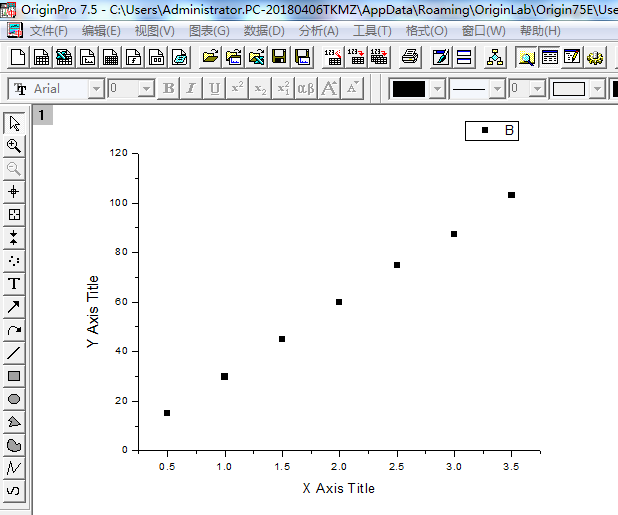 OriginPro 7.5 - C:\Users\Administrator.PC-20180406TKMZ\AppData\Roaming\OriginLab\Origin75E\Use
文件(F) 编辑(E) 视图(V) 图表(G) 数据(D) 分析(A) 工具(T) 格式(O) 窗口(W) 帮助(H)
Arial 0 B I U x² x₂ αβ A A 0
1
B
120
100
80
60
40
20
0
Y Axis Title
0.5 1.0 1.5 2.0 2.5 3.0 3.5
X Axis Title
T